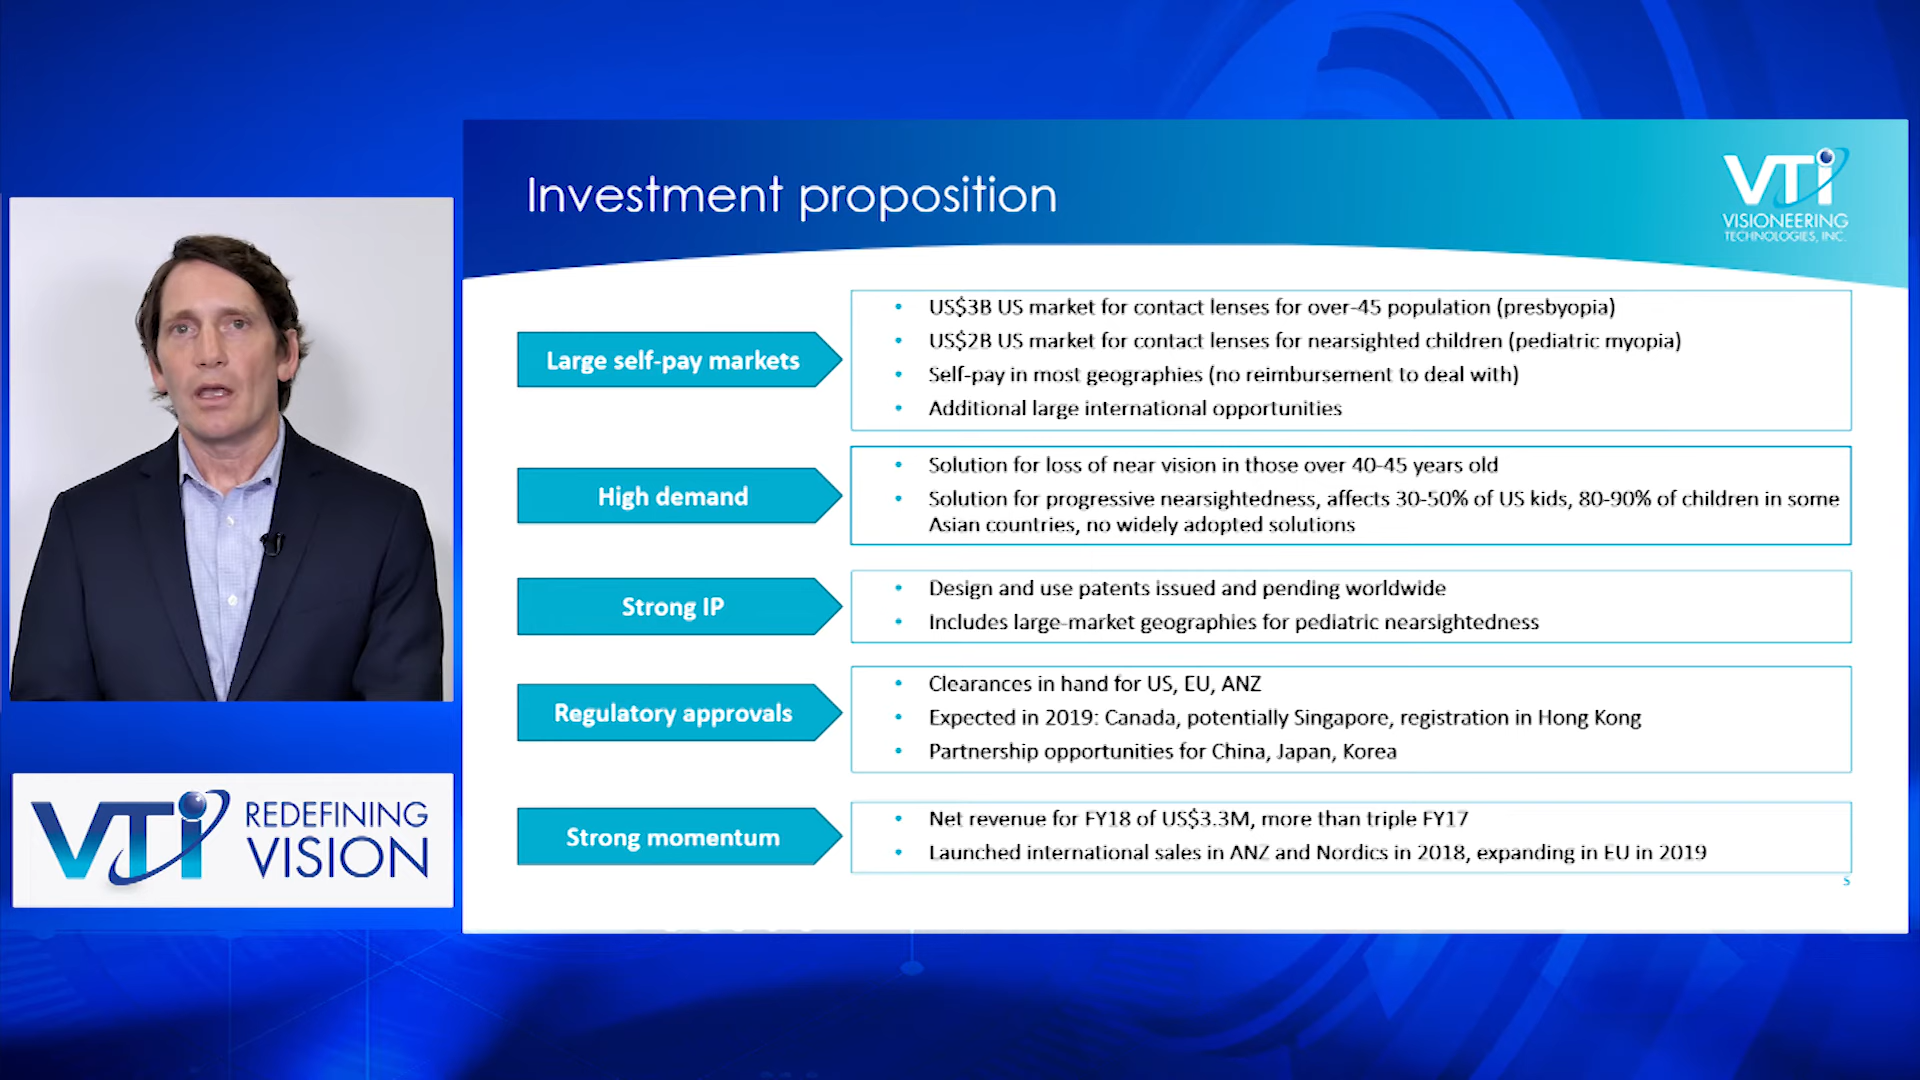 Investment proposition
VTi
VISIONEERING
TECHNOLOGIES, INC.
Large self-pay markets
• US$3B US market for contact lenses for over-45 population (presbyopia)
• US$2B US market for contact lenses for nearsighted children (pediatric myopia)
• Self-pay in most geographies (no reimbursement to deal with)
• Additional large international opportunities
High demand
• Solution for loss of near vision in those over 40-45 years old
• Solution for progressive nearsightedness, affects 30-50% of US kids, 80-90% of children in some
Asian countries, no widely adopted solutions
Strong IP
• Design and use patents issued and pending worldwide
• Includes large-market geographies for pediatric nearsightedness
Regulatory approvals
• Clearances in hand for US, EU, ANZ
• Expected in 2019: Canada, potentially Singapore, registration in Hong Kong
• Partnership opportunities for China, Japan, Korea
Strong momentum
• Net revenue for FY18 of US$3.3M, more than triple FY17
• Launched international sales in ANZ and Nordics in 2018, expanding in EU in 2019
5
VTi
REDEFINING
VISION